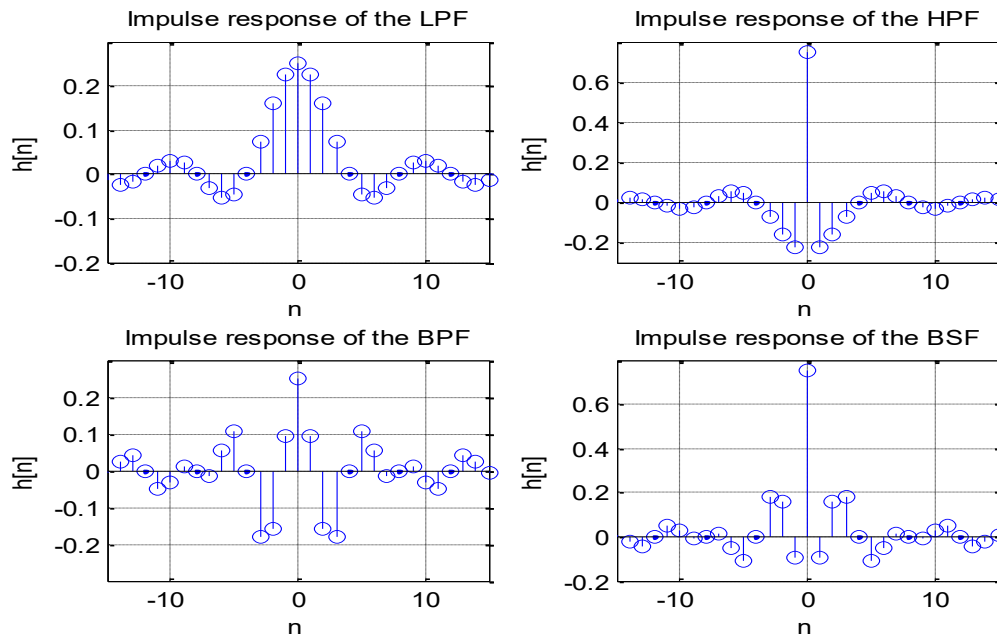 Impulse response of the LPF
h[n]
0.2
0.1
0
-0.1
-0.2
-10
0
10
n
Impulse response of the HPF
h[n]
0.6
0.4
0.2
0
-0.2
-10
0
10
n
Impulse response of the BPF
h[n]
0.2
0.1
0
-0.1
-0.2
-10
0
10
n
Impulse response of the BSF
h[n]
0.6
0.4
0.2
0
-0.2
-10
0
10
n